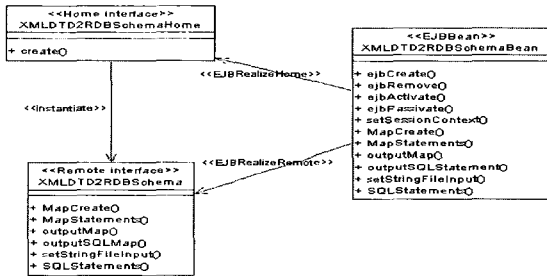 <<Home interface>>
XMLDTD2RDBSchemaHome
+ create()
<<EJBRealizeHome>>
<<Instantiate>>
<<EJBBean>>
XMLDTD2RDBSchemaBean
+ ejbCreate()
+ ejbRemove()
+ ejbActivate()
+ ejbPassivate()
+ setSessionContext()
+ MapCreate()
+ MapStatements()
+ outputMap()
+ outputSQLStatement()
+ setStringFileInput()
+ SQLStatements()
<<EJBRealizeRemote>>
<<Remote interface>>
XMLDTD2RDBSchema
+ MapCreate()
+ MapStatements()
+ outputMap()
+ outputSQLMap()
+ setStringFileInput()
+ SQLStatements()